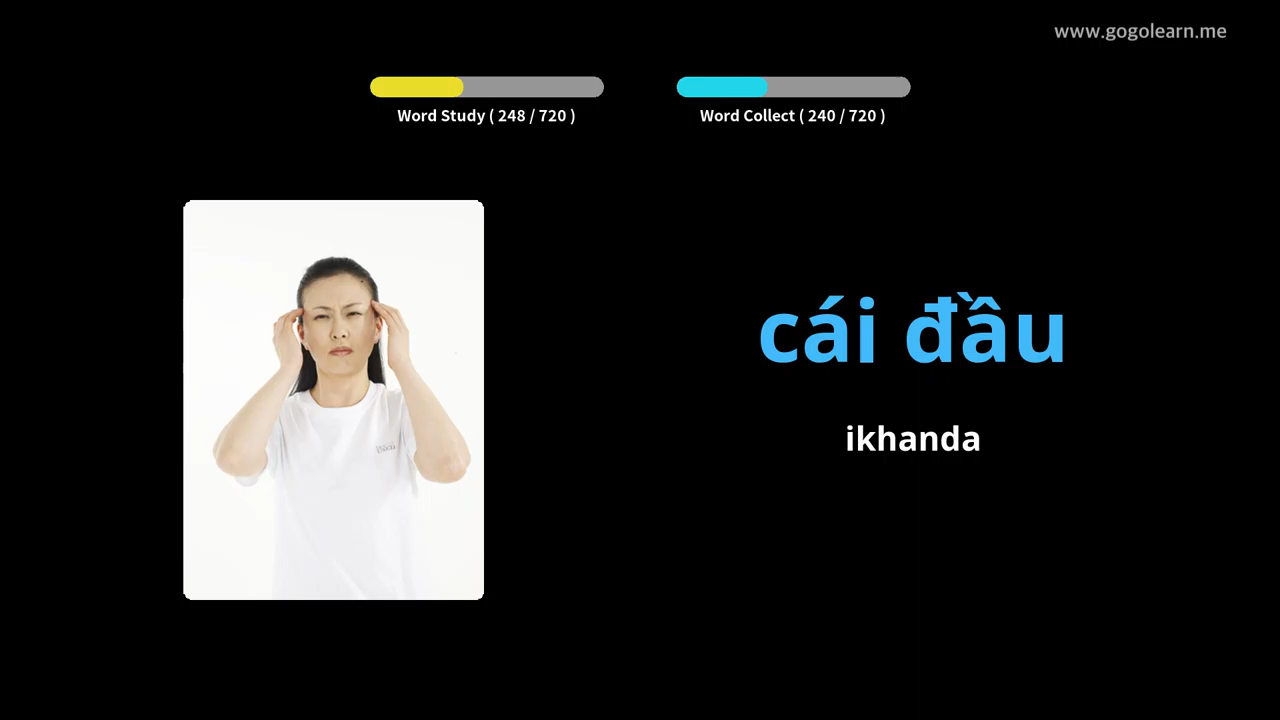 www.gogolearn.me
Word Study ( 248 / 720 )
Word Collect ( 240 / 720 )
cái đầu
ikhanda